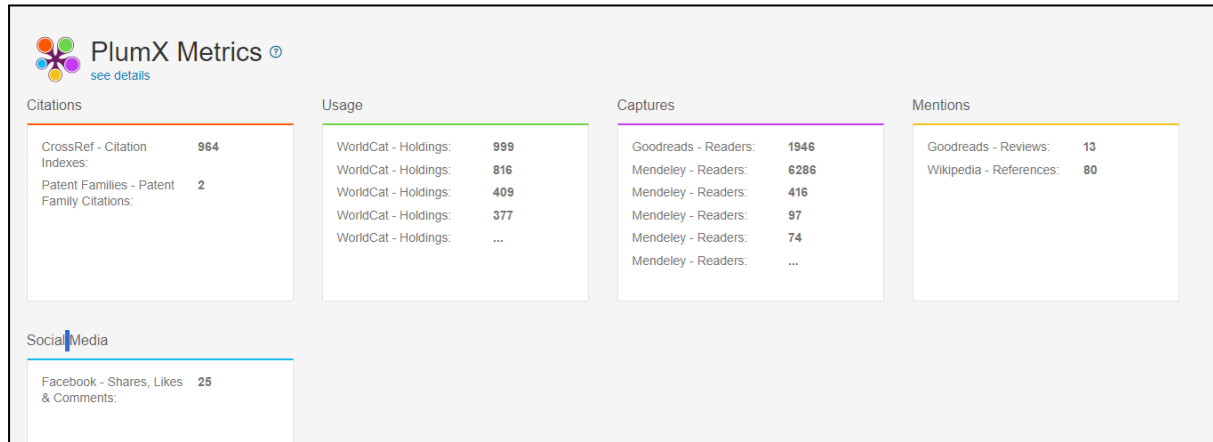 PlumX Metrics ?
see details
Citations
CrossRef - Citation 964
Indexes:
Patent Families - Patent 2
Family Citations:
Usage
WorldCat - Holdings: 999
WorldCat - Holdings: 816
WorldCat - Holdings: 409
WorldCat - Holdings: 377
WorldCat - Holdings: ...
Captures
Goodreads - Readers: 1946
Mendeley - Readers: 6286
Mendeley - Readers: 416
Mendeley - Readers: 97
Mendeley - Readers: 74
Mendeley - Readers: ...
Mentions
Goodreads - Reviews: 13
Wikipedia - References: 80
Social Media
Facebook - Shares, Likes 25
& Comments: